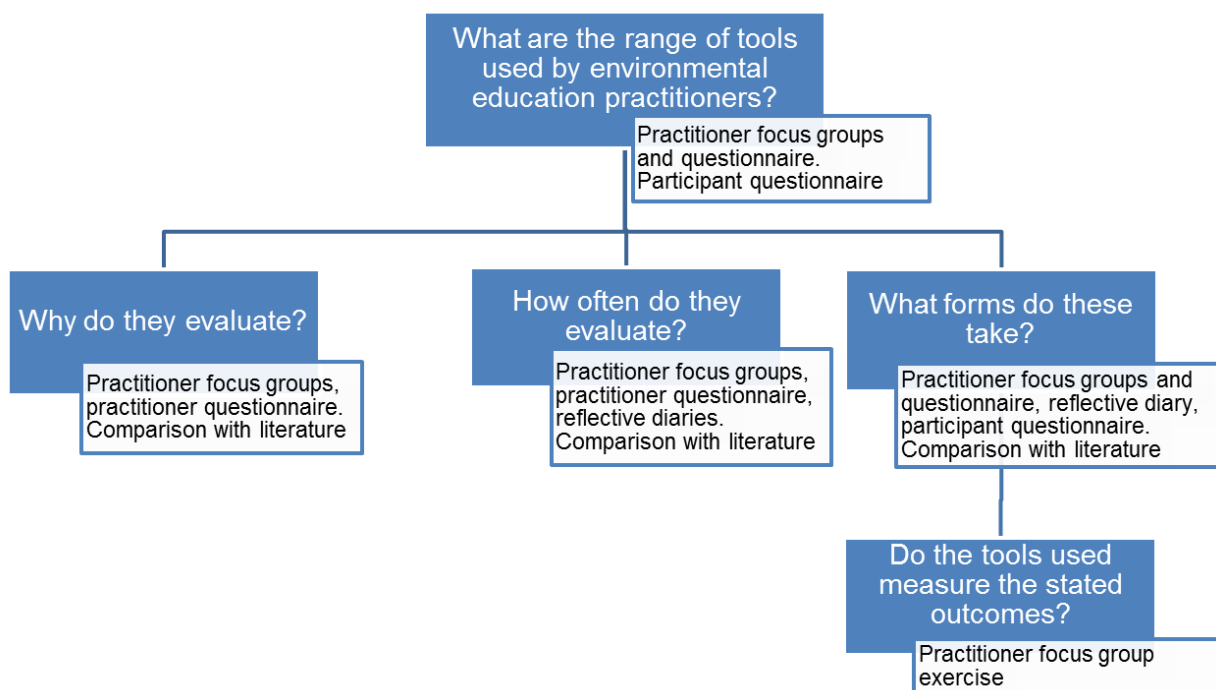 What are the range of tools
used by environmental
education practitioners?
Practitioner focus groups
and questionnaire.
Participant questionnaire
Why do they evaluate?
Practitioner focus groups,
practitioner questionnaire.
Comparison with literature
How often do they
evaluate?
Practitioner focus groups,
practitioner questionnaire,
reflective diaries.
Comparison with literature
What forms do these
take?
Practitioner focus groups and
questionnaire, reflective diary,
participant questionnaire.
Comparison with literature
Do the tools used
measure the stated
outcomes?
Practitioner focus group
exercise